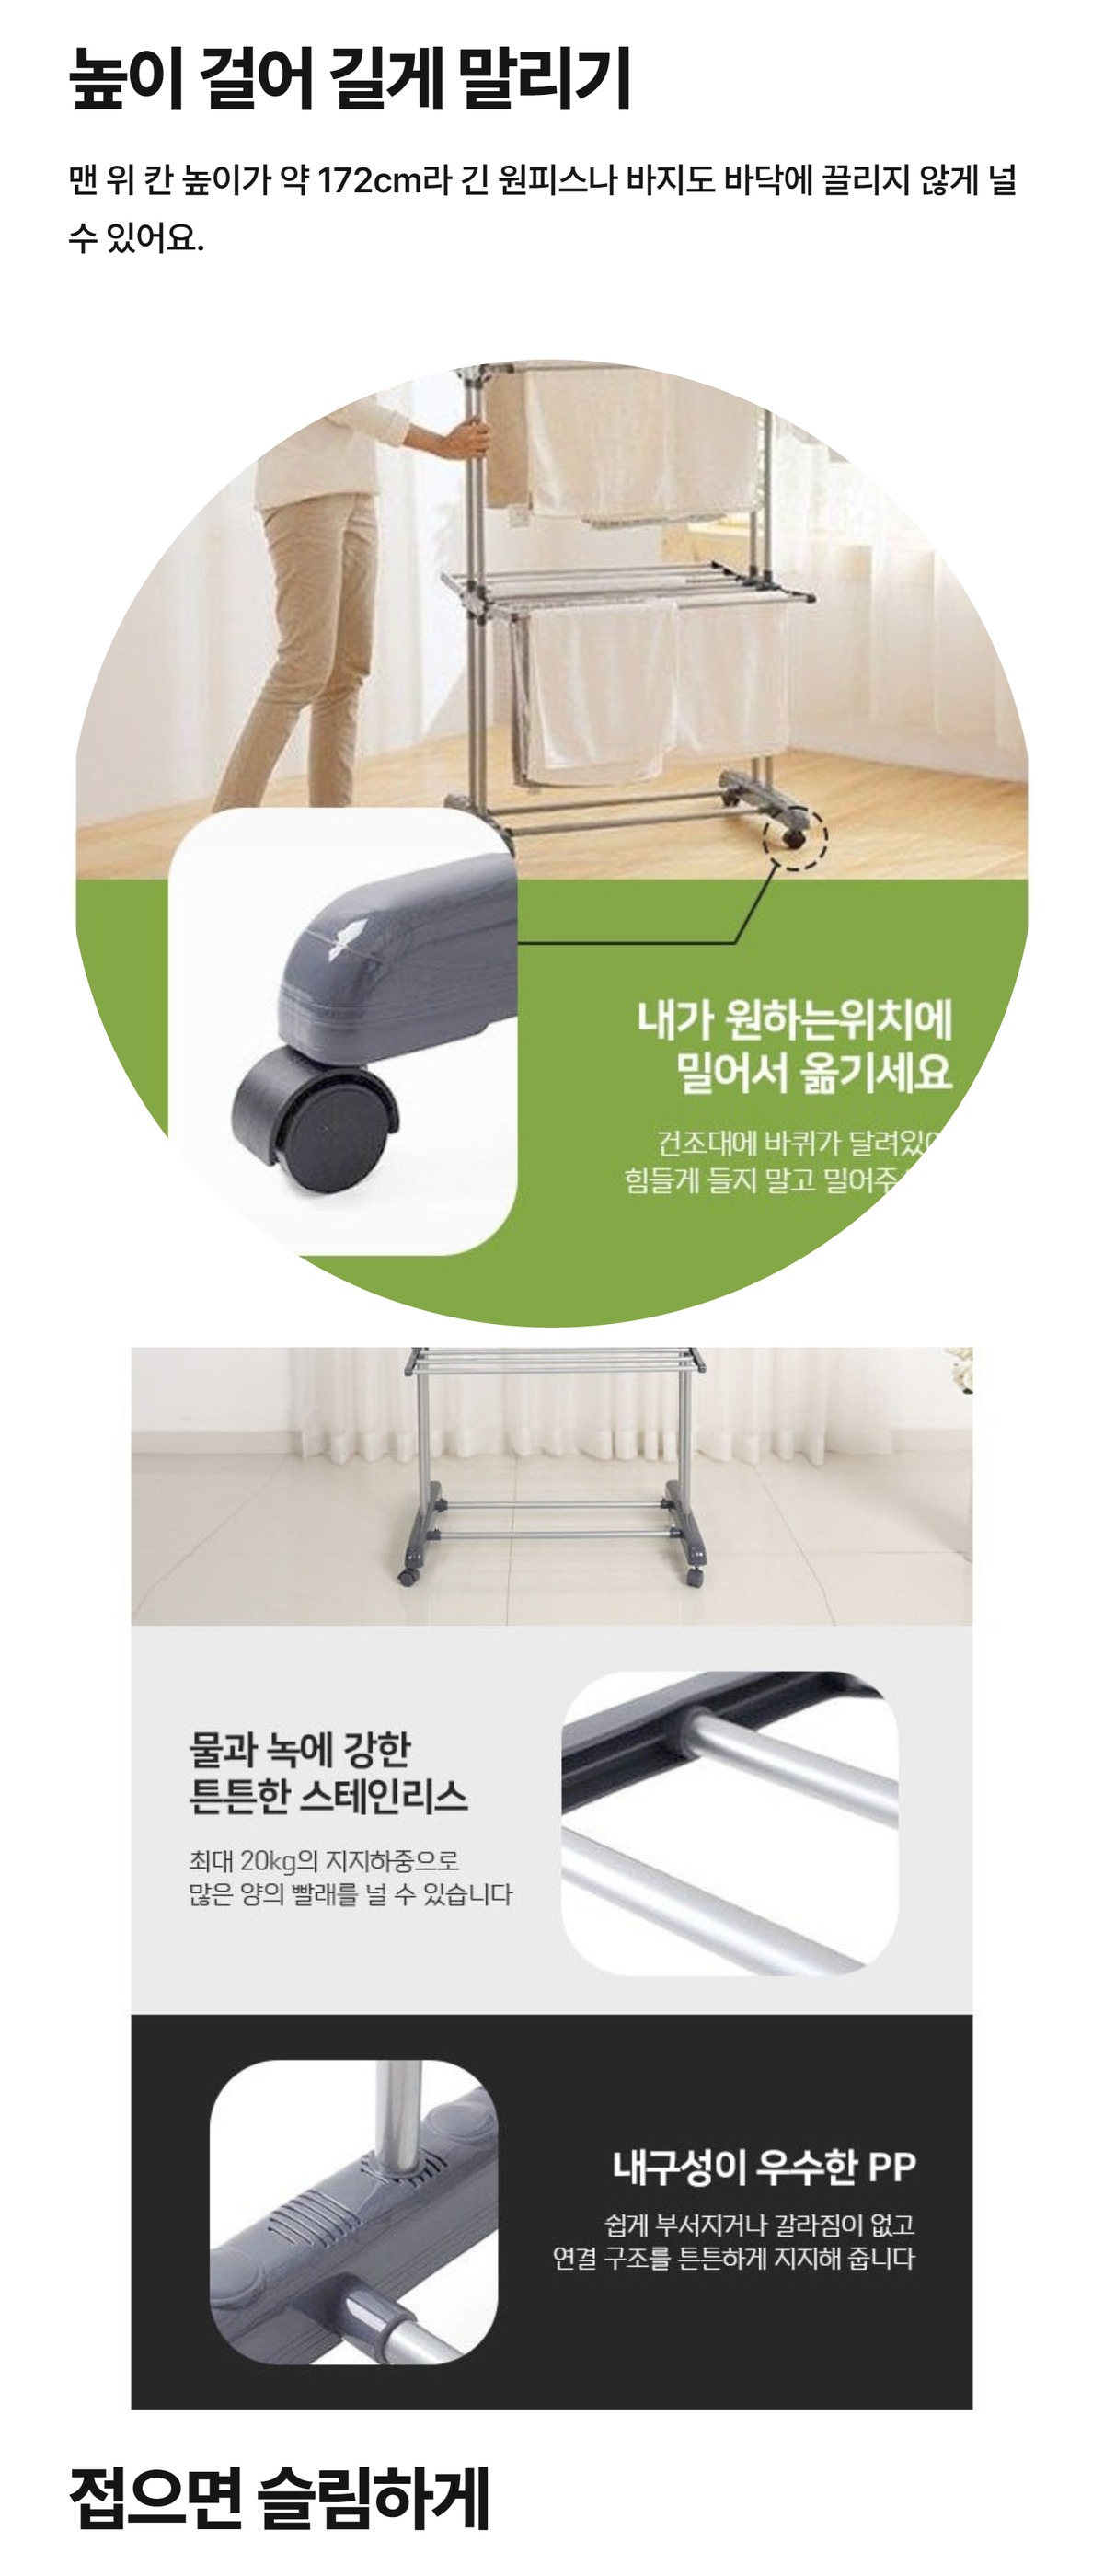 높이 걸어 길게 말리기
맨 위 칸 높이가 약 172cm라 긴 원피스나 바지도 바닥에 끌리지 않게 널
수 있어요.
내가 원하는위치에
밀어서 옮기세요
건조대에 바퀴가
힘들게 들지 말고
물과 녹에 강한
튼튼한 스테인리스
최대 20kg의 지지하중으로
많은 양의 빨래를 널 수 있습니다
내구성이 우수한 PP
쉽게 부서지거나 갈라짐이 없고
연결 구조를 튼튼하게 지지해 줍니다
접으면 슬림하게